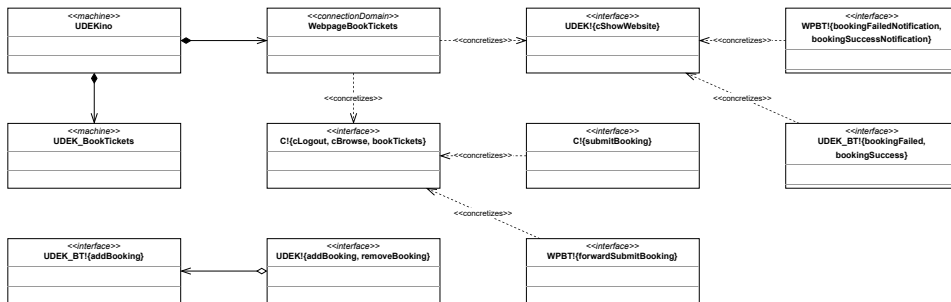 <<machine>>
UDEKino
<<connectionDomain>>
WebpageBookTickets
<<concretizes>>
<<interface>>
UDEK!{cShowWebsite}
<<concretizes>>
<<interface>>
WPBT!{bookingFailedNotification,
bookingSuccessNotification}
<<concretizes>>
<<concretizes>>
<<machine>>
UDEK_BookTickets
<<interface>>
C!{cLogout, cBrowse, bookTickets}
<<concretizes>>
<<interface>>
C!{submitBooking}
<<interface>>
UDEK_BT!{bookingFailed,
bookingSuccess}
<<concretizes>>
<<interface>>
UDEK_BT!{addBooking}
<<interface>>
UDEK!{addBooking, removeBooking}
<<interface>>
WPBT!{forwardSubmitBooking}